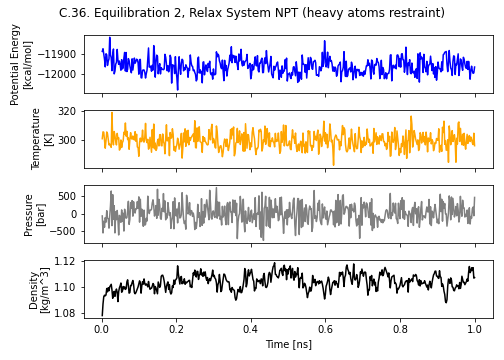 C.36. Equilibration 2, Relax System NPT (heavy atoms restraint)
Potential Energy
[kcal/mol]
−11900
−12000
Temperature
[K]
320
300
Pressure
[bar]
500
0
−500
Density
[kg/m^3]
1.12
1.10
1.08
0.0 0.2 0.4 0.6 0.8 1.0
Time [ns]